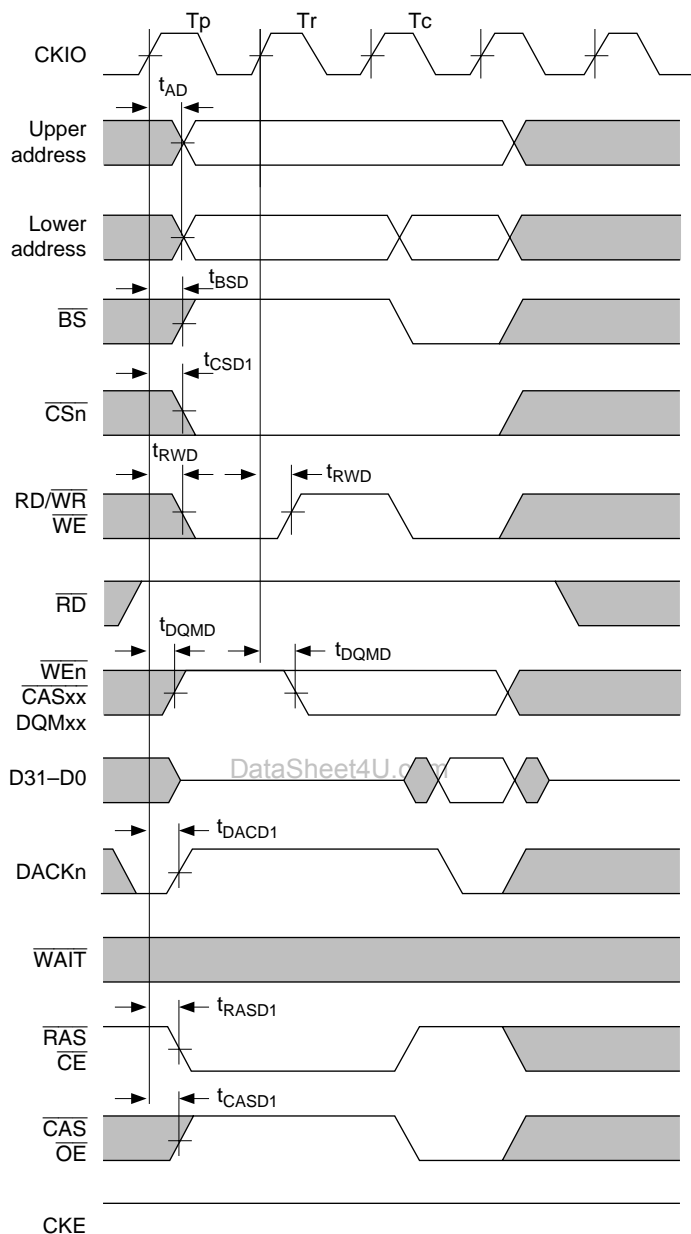 Tp Tr Tc
CKIO
tAD
Upper
address
Lower
address
tBSD
BS
tCSD1
CSn
tRWD tRWD
RD/WR
WE
RD
tDQMD tDQMD
WEn
CASxx
DQMxx
DataSheet4U.com
D31–D0
tDACD1
DACKn
WAIT
tRASD1
RAS
CE
tCASD1
CAS
OE
CKE